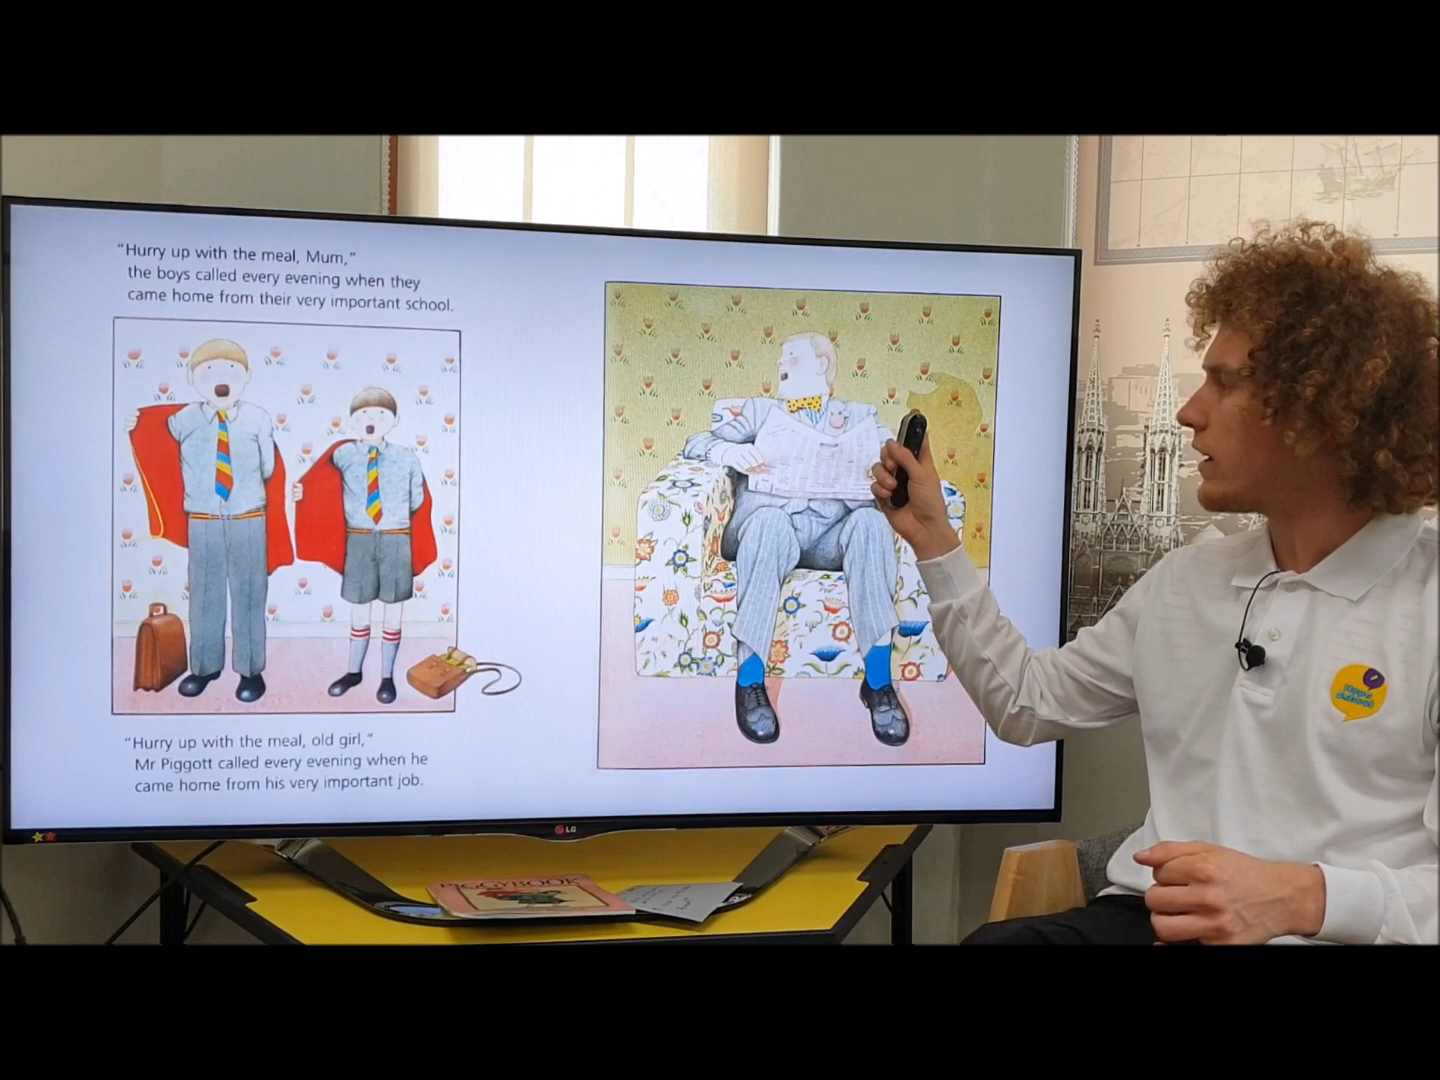 "Hurry up with the meal, Mum,"
the boys called every evening when they
came home from their very important school.
"Hurry up with the meal, old girl,"
Mr Piggott called every evening when he
came home from his very important job.
LG
PIGGYBOOK
Hope
School